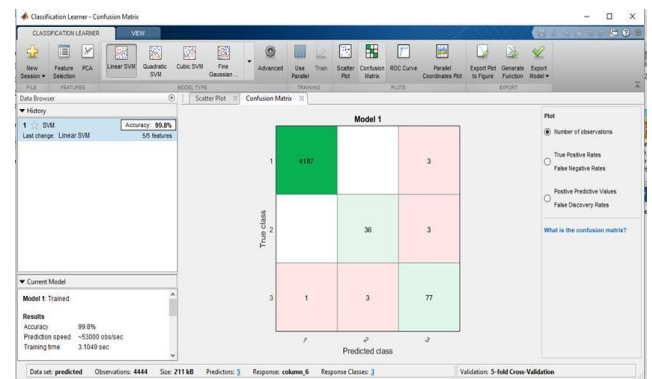 Classification Learner - Confusion Matrix
CLASSIFICATION LEARNER VIEW
New Session
Feature Selection
PCA
Linear SVM
Quadratic SVM
Cubic SVM
Fine Gaussian ...
Advanced
Use Parallel
Train
Scatter Plot
Confusion Matrix
ROC Curve
Parallel Coordinates Plot
Export Plot to Figure
Generate Function
Export Model
FILE FEATURES MODEL TYPE TRAINING PLOTS EXPORT
Data Browser
Scatter Plot Confusion Matrix
History
1 SVM Accuracy: 99.8%
Last change: Linear SVM 5/5 features
Current Model
Model 1: Trained
Results
Accuracy 99.8%
Prediction speed ~53000 obs/sec
Training time 3.1049 sec
Model 1
True class
1 4187 3
2 36 3
3 1 3 77
1 2 3
Predicted class
Plot
Number of observations
True Positive Rates
False Negative Rates
Positive Predictive Values
False Discovery Rates
What is the confusion matrix?
Data set: predicted Observations: 4444 Size: 211 kB Predictors: 5 Response: column_6 Response Classes: 3 Validation: 5-fold Cross-Validation